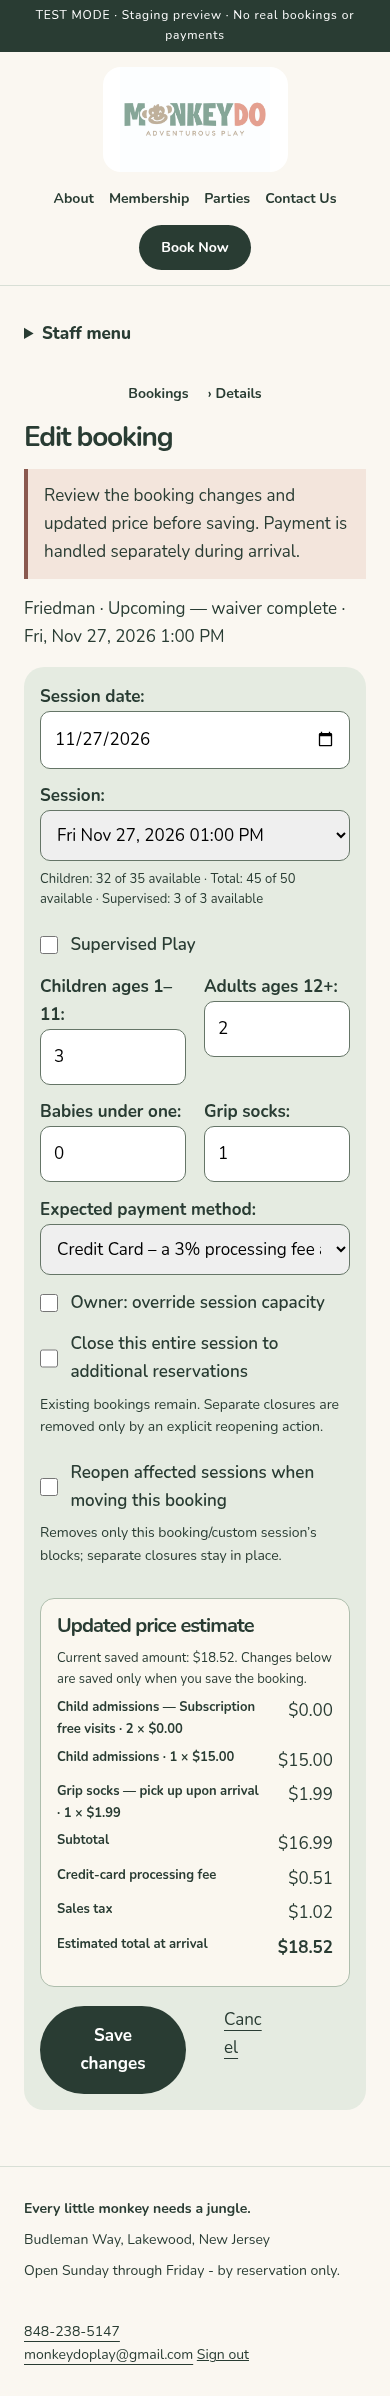 TEST MODE · Staging preview · No real bookings or
payments
MONKEYDO
ADVENTUROUS PLAY
About Membership Parties Contact Us
Book Now
▶ Staff menu
Bookings › Details
Edit booking
Review the booking changes and
updated price before saving. Payment is
handled separately during arrival.
Friedman · Upcoming — waiver complete ·
Fri, Nov 27, 2026 1:00 PM
Session date:
11/27/2026
Session:
Fri Nov 27, 2026 01:00 PM
Children: 32 of 35 available · Total: 45 of 50
available · Supervised: 3 of 3 available
Supervised Play
Children ages 1–
11:
3
Adults ages 12+:
2
Babies under one:
0
Grip socks:
1
Expected payment method:
Credit Card – a 3% processing fee
Owner: override session capacity
Close this entire session to
additional reservations
Existing bookings remain. Separate closures are
removed only by an explicit reopening action.
Reopen affected sessions when
moving this booking
Removes only this booking/custom session’s
blocks; separate closures stay in place.
Updated price estimate
Current saved amount: $18.52. Changes below
are saved only when you save the booking.
Child admissions — Subscription
free visits · 2 × $0.00
$0.00
Child admissions · 1 × $15.00
$15.00
Grip socks — pick up upon arrival
· 1 × $1.99
$1.99
Subtotal
$16.99
Credit-card processing fee
$0.51
Sales tax
$1.02
Estimated total at arrival
$18.52
Save
changes
Canc
el
Every little monkey needs a jungle.
Budleman Way, Lakewood, New Jersey
Open Sunday through Friday - by reservation only.
848-238-5147
monkeydoplay@gmail.com Sign out